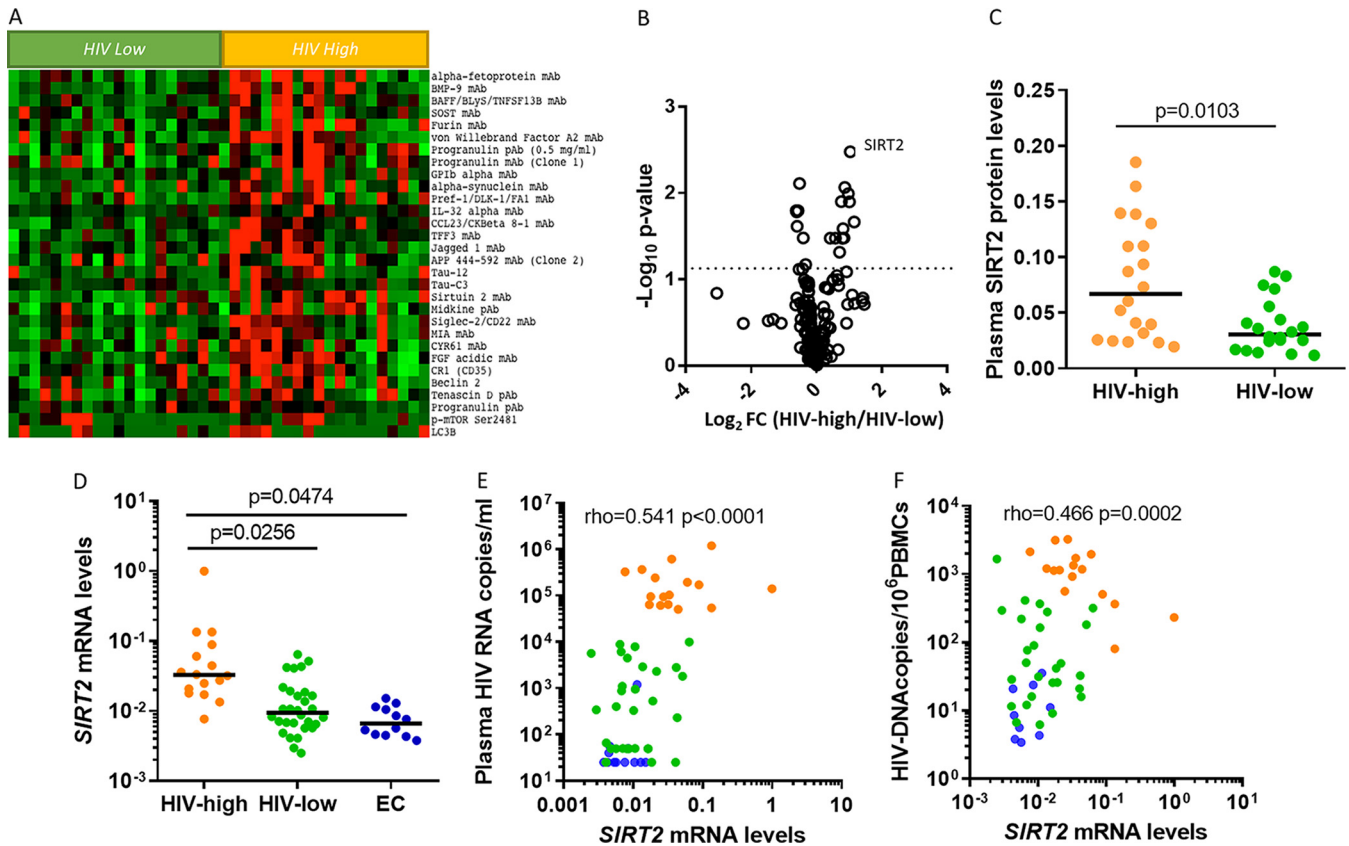 A
HIV Low
HIV High
alpha-fetoprotein mAb
BMP-9 mAb
BAFF/BLyS/TNFSF13B mAb
SOST mAb
Furin mAb
von Willebrand Factor A2 mAb
Progranulin pAb (0.5 mg/ml)
Progranulin mAb (Clone 1)
GPIb alpha mAb
alpha-synuclein mAb
Pref-1/DLK-1/FA1 mAb
IL-32 alpha mAb
CCL23/CKBeta 8-1 mAb
TFF3 mAb
Jagged 1 mAb
APP 444-592 mAb (Clone 2)
Tau-12
Tau-C3
Sirtuin 2 mAb
Midkine pAb
Siglec-2/CD22 mAb
MIA mAb
CYR61 mAb
FGF acidic mAb
CR1 (CD35)
Beclin 2
Tenascin D pAb
Progranulin pAb
p-mTOR Ser2481
LC3B
B
-Log10 p-value
3
2
1
0
SIRT2
-4
-2
0
2
4
Log2 FC (HIV-high/HIV-low)
C
Plasma SIRT2 protein levels
0.25
0.20
0.15
0.10
0.05
0.00
p=0.0103
HIV-high
HIV-low
D
SIRT2 mRNA levels
10^1
10^0
10^-1
10^-2
10^-3
p=0.0474
p=0.0256
HIV-high
HIV-low
EC
E
Plasma HIV RNA copies/ml
10^7
10^6
10^5
10^4
10^3
10^2
10^1
rho=0.541 p<0.0001
0.001
0.01
0.1
1
10
SIRT2 mRNA levels
F
HIV-DNAcopies/10^6PBMCs
10^4
10^3
10^2
10^1
10^0
rho=0.466 p=0.0002
10^-3
10^-2
10^-1
10^0
10^1
SIRT2 mRNA levels